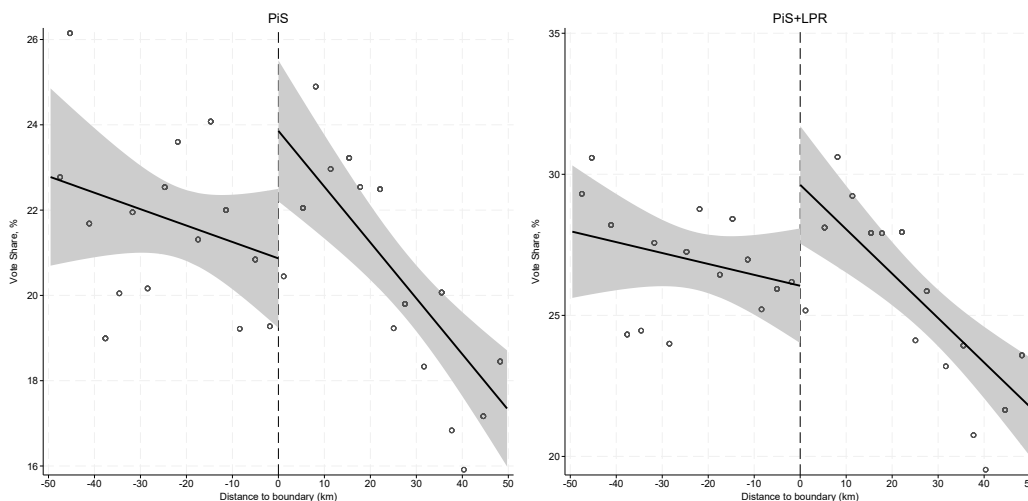 PiS
Vote Share, %
26
24
22
20
18
16
-50 -40 -30 -20 -10 0 10 20 30 40 50
Distance to boundary (km)
PiS+LPR
Vote Share, %
35
30
25
20
-50 -40 -30 -20 -10 0 10 20 30 40 50
Distance to boundary (km)